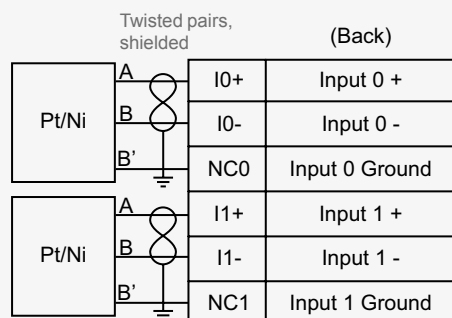 Twisted pairs,
shielded
(Back)
A
I0+ Input 0 +
Pt/Ni
B
I0- Input 0 -
B'
NC0 Input 0 Ground
A
I1+ Input 1 +
Pt/Ni
B
I1- Input 1 -
B'
NC1 Input 1 Ground